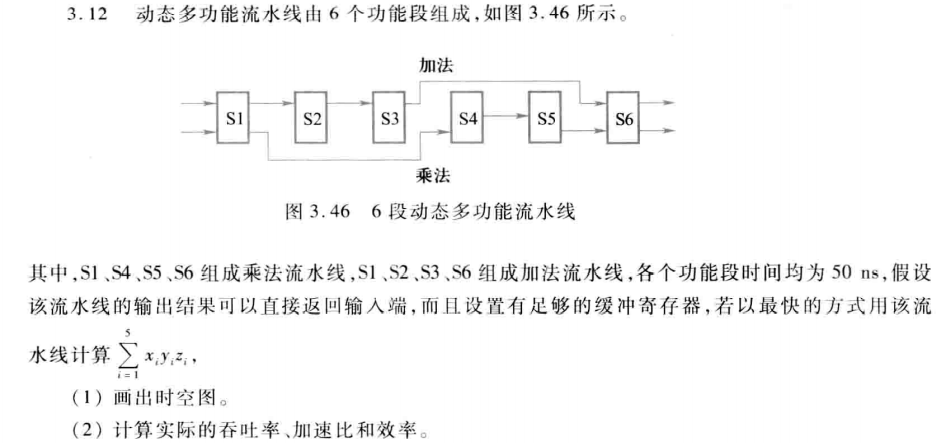 3.12 动态多功能流水线由 6 个功能段组成,如图 3.46 所示。
加法
S1 S2 S3 S4 S5 S6
乘法
图 3.46 6 段动态多功能流水线
其中,S1、S4、S5、S6 组成乘法流水线,S1、S2、S3、S6 组成加法流水线,各个功能段时间均为 50 ns,假设
该流水线的输出结果可以直接返回输入端,而且设置有足够的缓冲寄存器,若以最快的方式用该流
水线计算 $\sum_{i=1}^{5} x_i y_i z_i$,
(1) 画出时空图。
(2) 计算实际的吞吐率、加速比和效率。